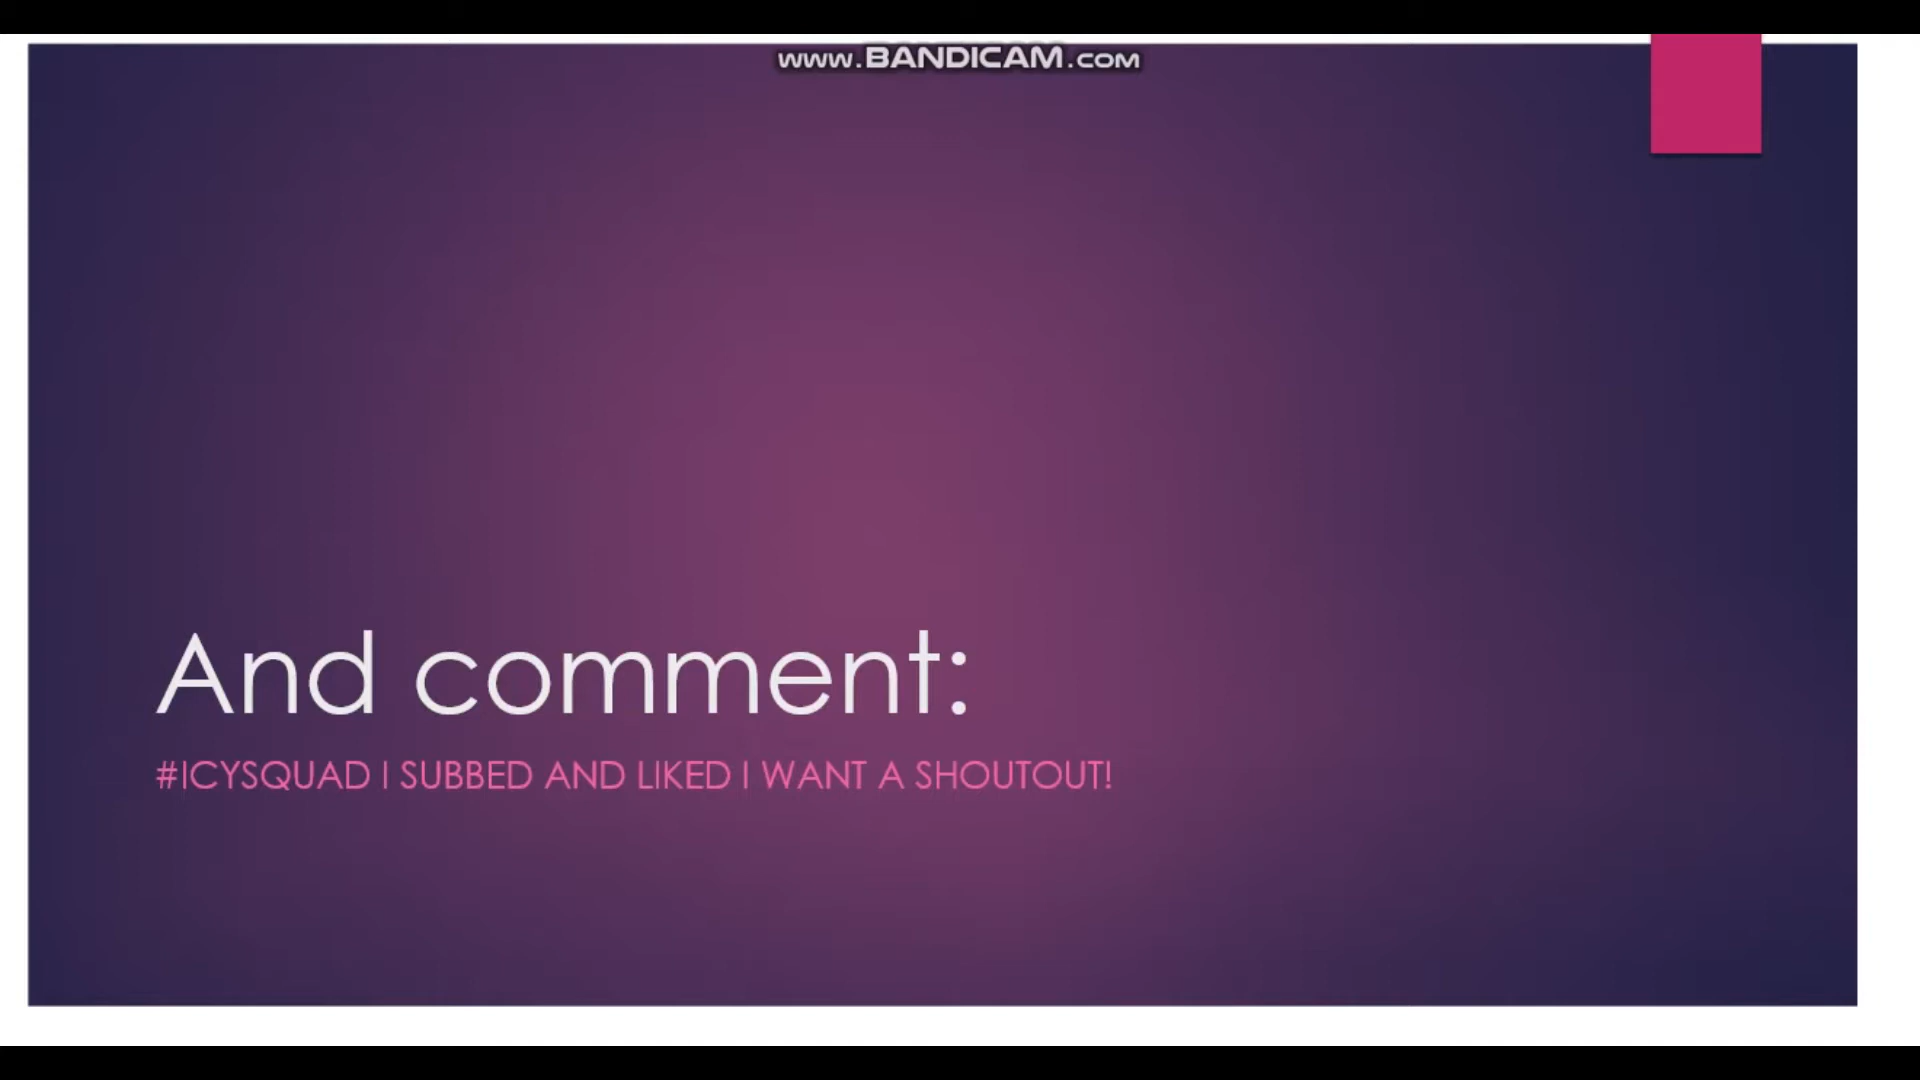 www.BANDICAM.com
And comment:
#ICYSQUAD I SUBBED AND LIKED I WANT A SHOUTOUT!